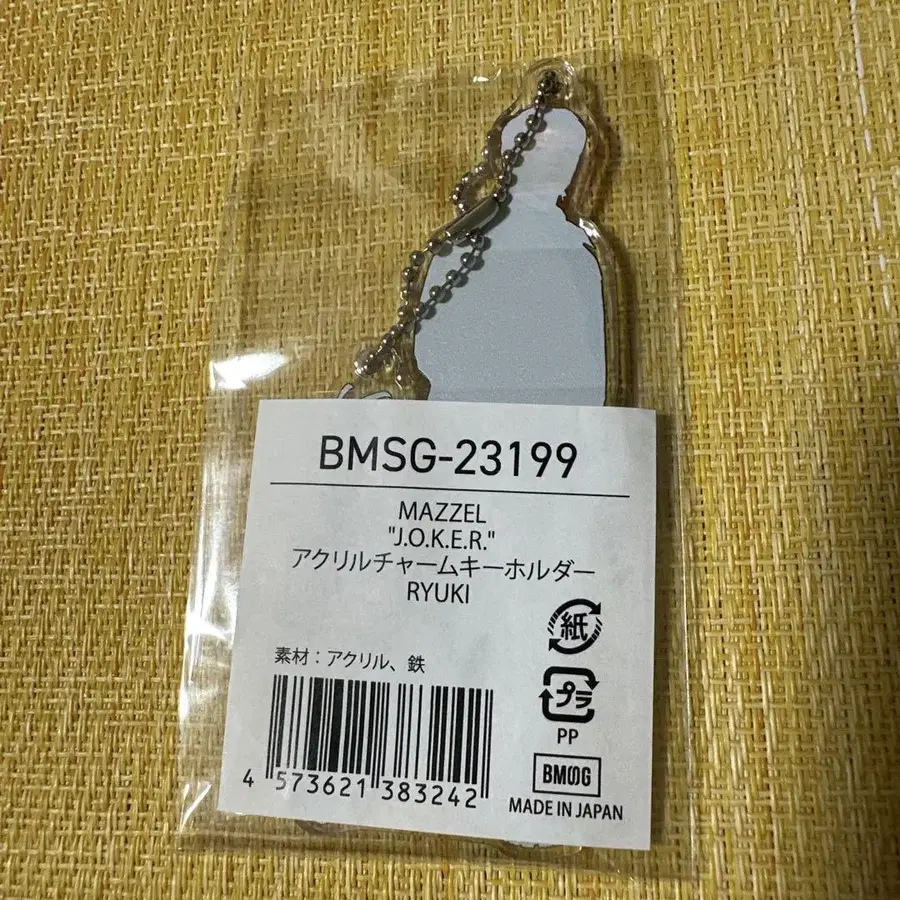 BMSG-23199
MAZZEL
"J.O.K.E.R."
アクリルチャームキーホルダー
RYUKI
紙
素材：アクリル、鉄
プラ
PP
BMSG
4 573621 383242
MADE IN JAPAN